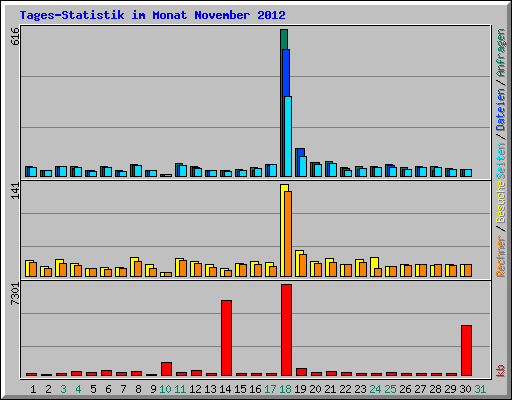 Tages-Statistik im Monat November 2012
616
141
7301
Rechner / Besuche Seiten / Dateien / Anfragen
kb
1 2 3 4 5 6 7 8 9 10 11 12 13 14 15 16 17 18 19 20 21 22 23 24 25 26 27 28 29 30 31